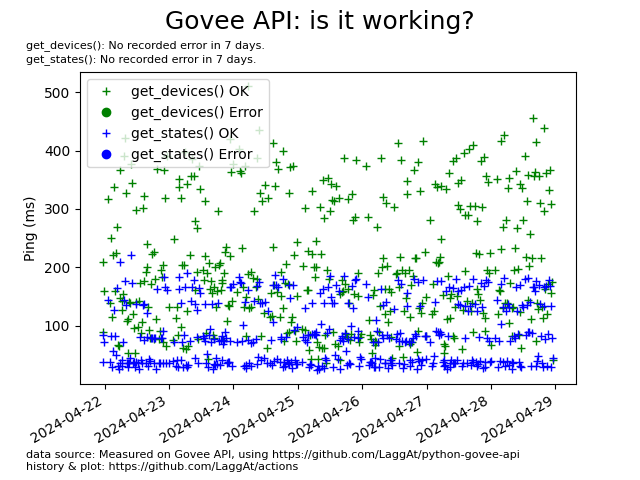 Govee API: is it working?
get_devices(): No recorded error in 7 days.
get_states(): No recorded error in 7 days.
get_devices() OK
get_devices() Error
get_states() OK
get_states() Error
500
400
300
200
100
Ping (ms)
2024-04-22
2024-04-23
2024-04-24
2024-04-25
2024-04-26
2024-04-27
2024-04-28
2024-04-29
data source: Measured on Govee API, using https://github.com/LaggAt/python-govee-api
history & plot: https://github.com/LaggAt/actions